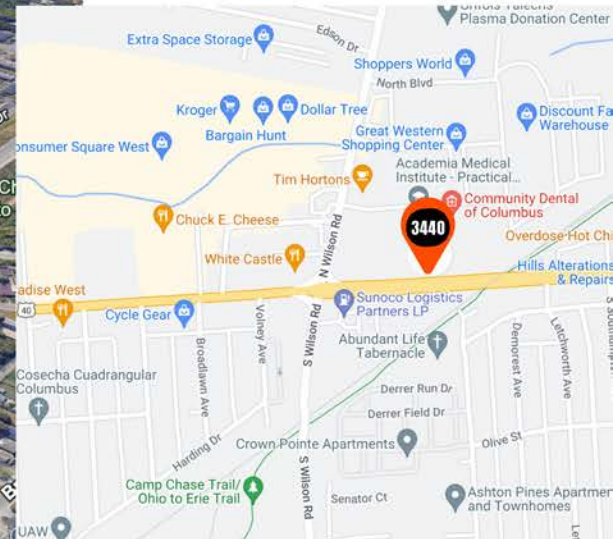 Plasma Donation Center
Edson Dr
Extra Space Storage
Shoppers World
North Blvd
Kroger
Dollar Tree
Bargain Hunt
Discount Fa
Warehouse
Great Western
Shopping Center
onsumer Square West
Academia Medical
Institute - Practical...
Tim Hortons
Community Dental
of Columbus
Chuck E. Cheese
3440
N Wilson Rd
Overdose Hot Chi
White Castle
Hills Alterations
& Repairs
adise West
40
Sunoco Logistics
Partners LP
Cycle Gear
Volney Ave
S Wilson Rd
Abundant Life
Tabernacle
Broadlawn Ave
Demorest Ave
Letchworth Ave
Cosecha Cuadrangular
Columbus
Derrer Run Dr
Derrer Field Dr
Harding Dr
Crown Pointe Apartments
Olive St
Camp Chase Trail/
Ohio to Erie Trail
S Wilson Rd
Senator Ct
Ashton Pines Apartmen
and Townhomes
UAW